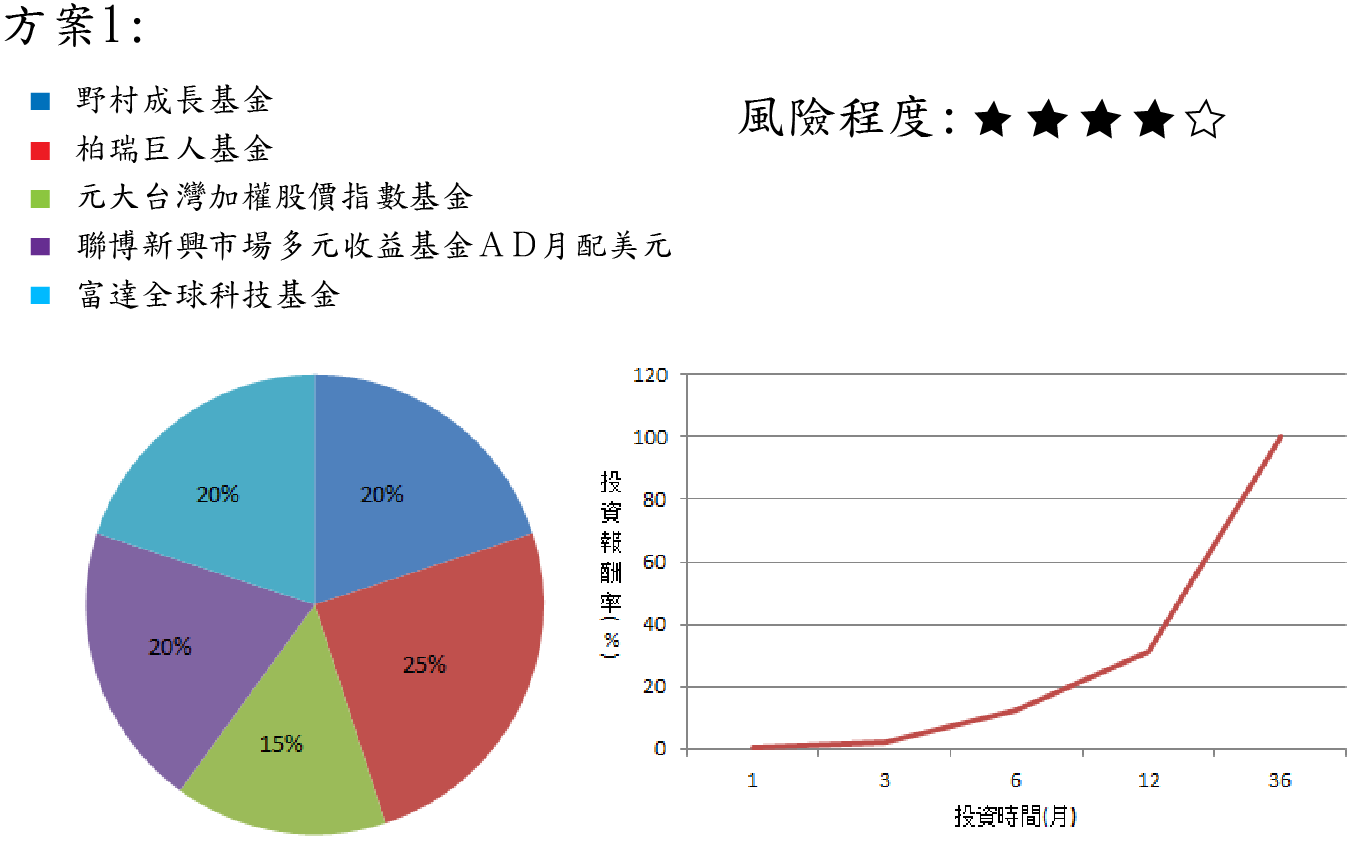 方案1:
野村成長基金
柏瑞巨人基金
元大台灣加權股價指數基金
聯博新興市場多元收益基金ＡＤ月配美元
富達全球科技基金
風險程度:★★★★☆
20%
20%
20%
25%
15%
120
100
80
60
40
20
0
投資報酬率(%)
1 3 6 12 36
投資時間(月)